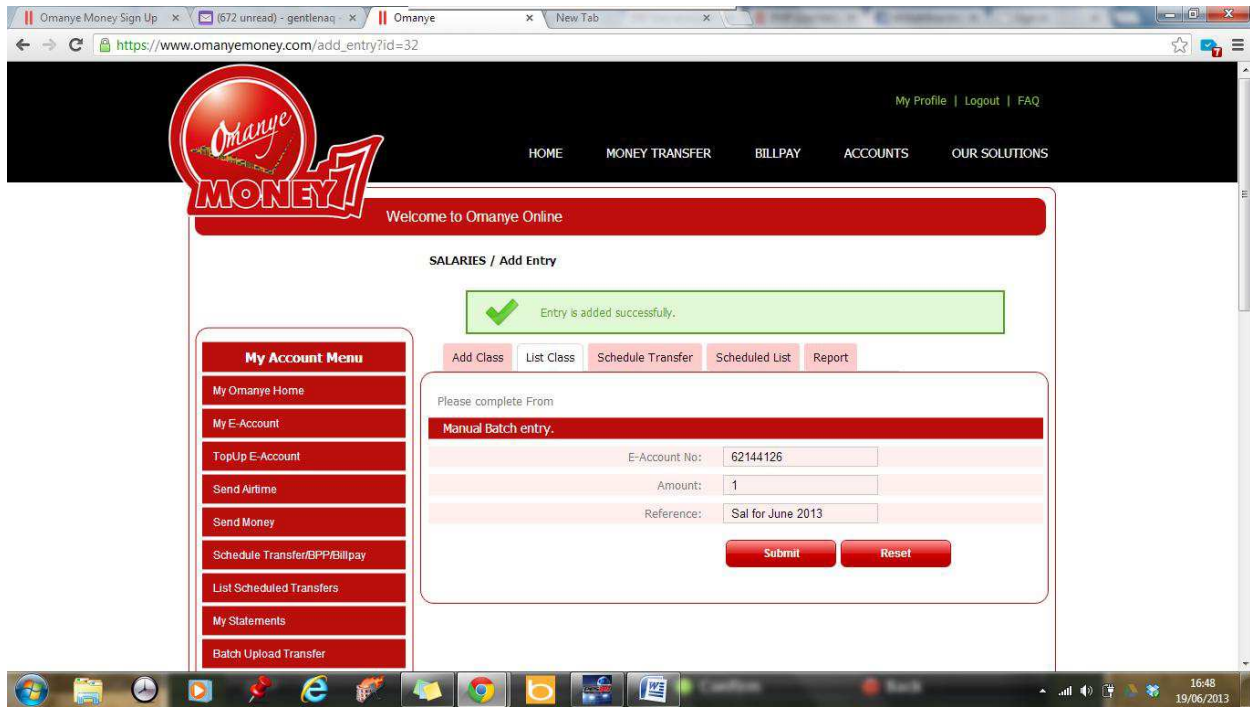 Omanye Money Sign Up
(672 unread) - gentlenaq
Omanye
New Tab
https://www.omanyemoney.com/add_entry?id=32
My Profile | Logout | FAQ
Omanye
MONEY
HOME MONEY TRANSFER BILLPAY ACCOUNTS OUR SOLUTIONS
Welcome to Omanye Online
SALARIES / Add Entry
Entry is added successfully.
Add Class List Class Schedule Transfer Scheduled List Report
Please complete From
Manual Batch entry.
E-Account No: 62144126
Amount: 1
Reference: Sal for June 2013
Submit Reset
My Account Menu
My Omanye Home
My E-Account
TopUp E-Account
Send Airtime
Send Money
Schedule Transfer/BPP/Billpay
List Scheduled Transfers
My Statements
Batch Upload Transfer
Confirm Back
16:48
19/06/2013